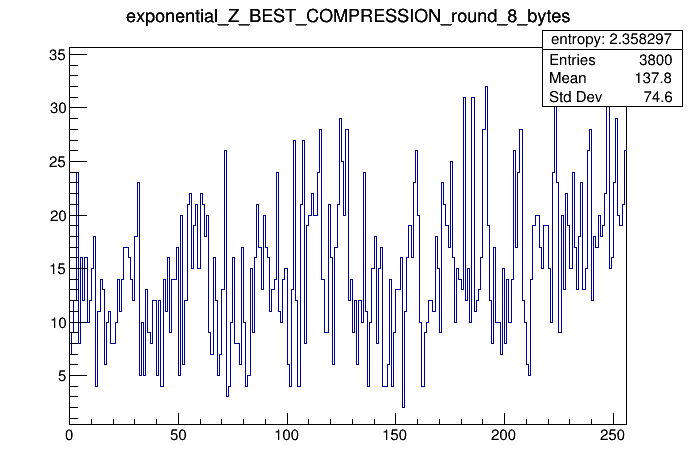 exponential_Z_BEST_COMPRESSION_round_8_bytes
entropy: 2.358297
Entries 3800
Mean 137.8
Std Dev 74.6
35
30
25
20
15
10
5
0 50 100 150 200 250